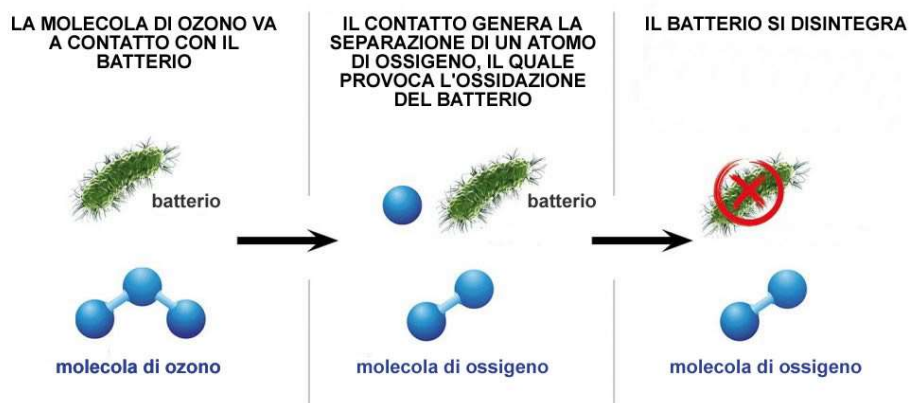 LA MOLECOLA DI OZONO VA
A CONTATTO CON IL
BATTERIO
batterio
molecola di ozono
IL CONTATTO GENERA LA
SEPARAZIONE DI UN ATOMO
DI OSSIGENO, IL QUALE
PROVOCA L'OSSIDAZIONE
DEL BATTERIO
batterio
molecola di ossigeno
IL BATTERIO SI DISINTEGRA
molecola di ossigeno